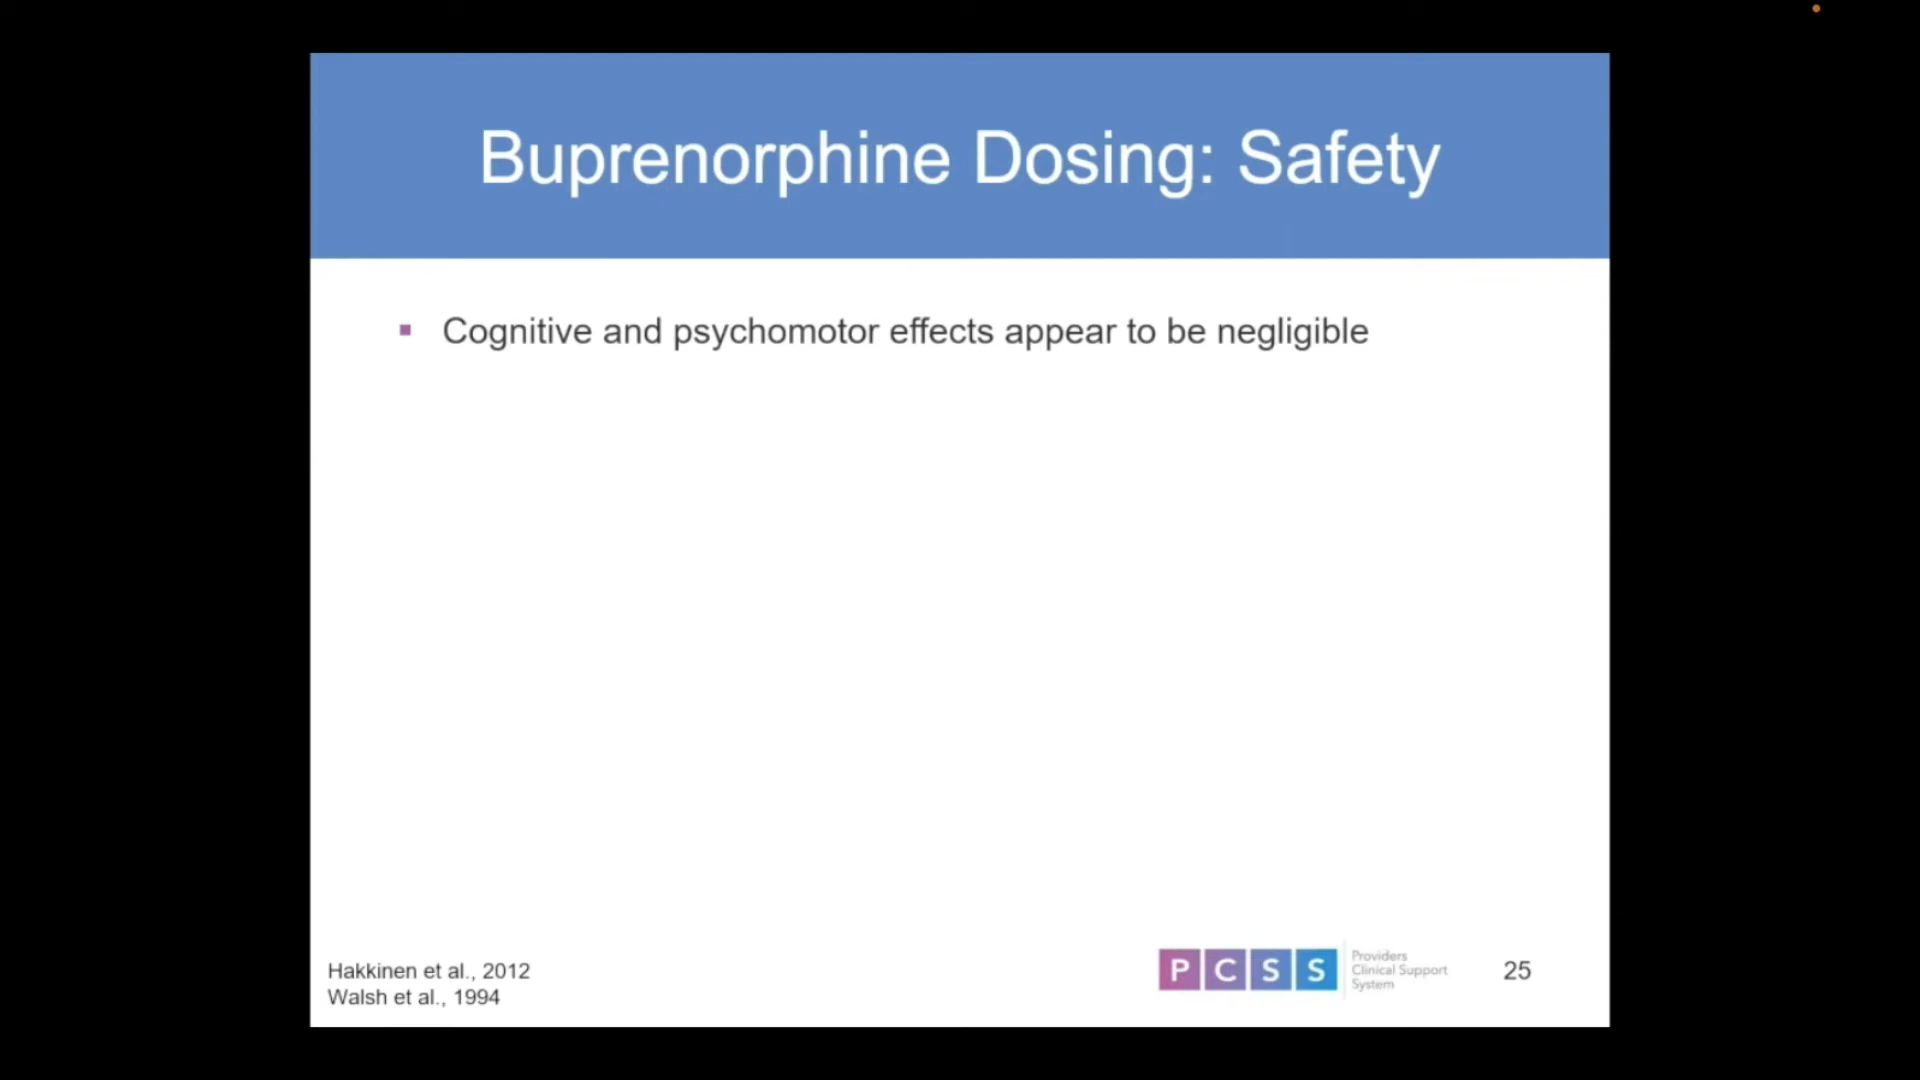 Buprenorphine Dosing: Safety
▪ Cognitive and psychomotor effects appear to be negligible
Hakkinen et al., 2012
Walsh et al., 1994
PCSS
Providers
Clinical Support
System
25